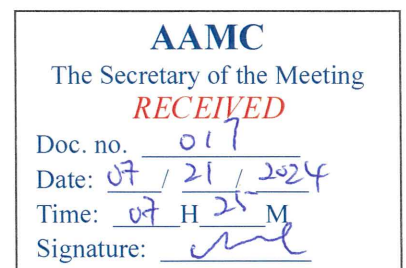 AAMC
The Secretary of the Meeting
RECEIVED
Doc. no. 017
Date: 07 / 21 / 2024
Time: 07 H 25 M
Signature: